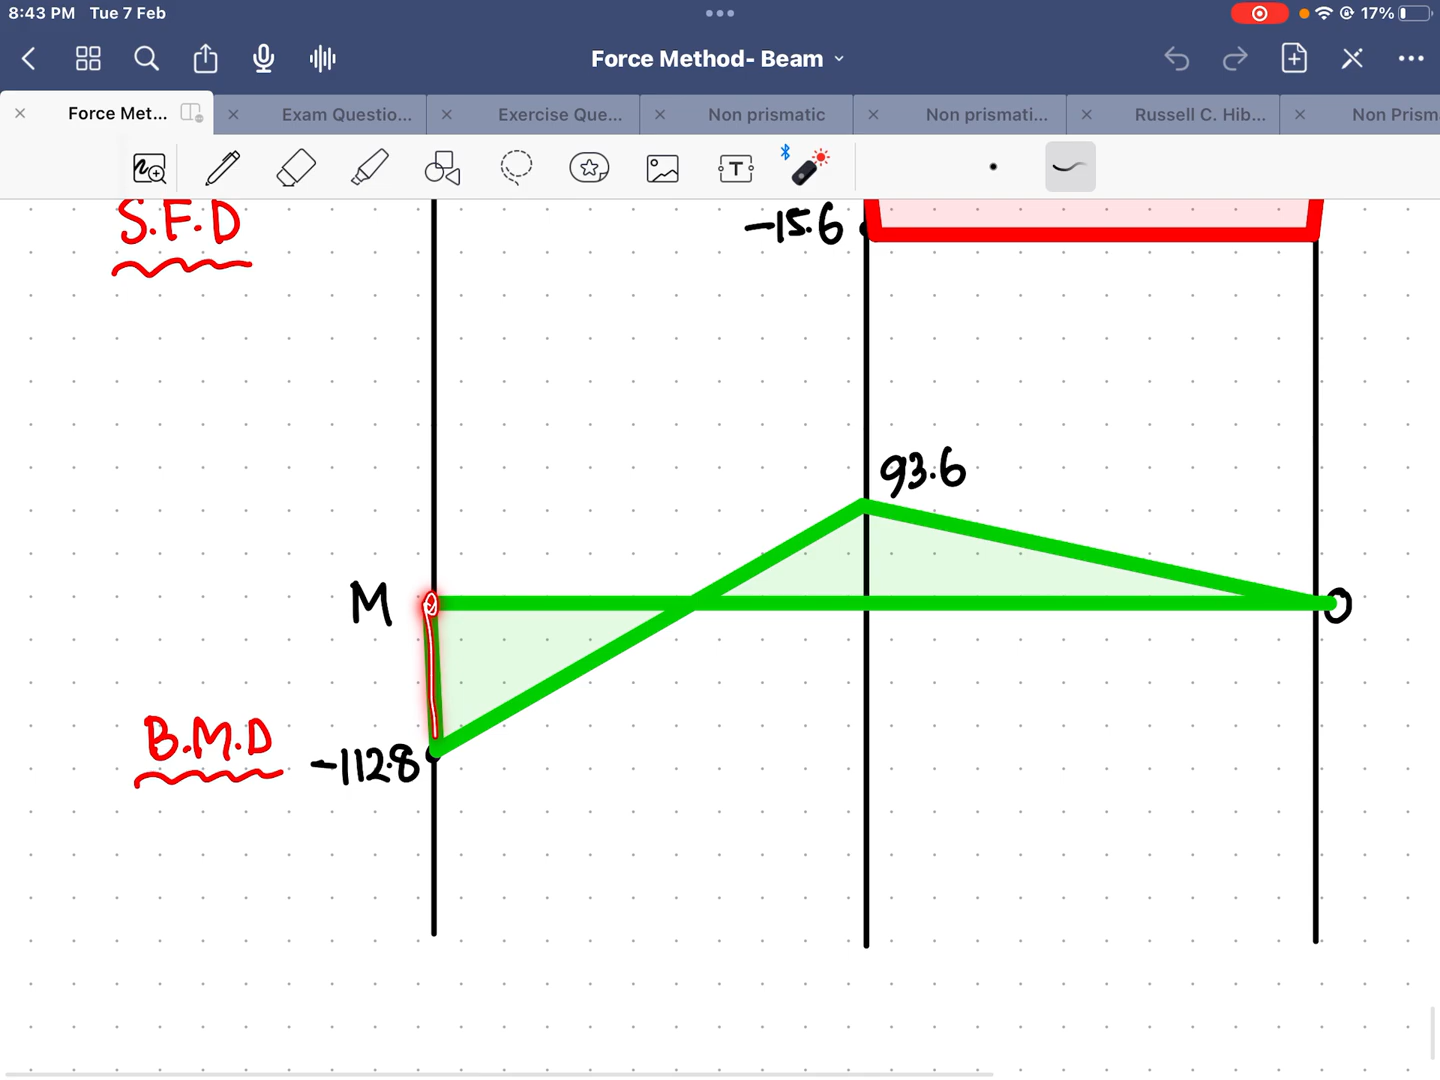 8:43 PM Tue 7 Feb
17%
Force Method- Beam
Force Met...
Exam Questio...
Exercise Que...
Non prismatic
Non prismati...
Russell C. Hib...
Non Prism
T
S.F.D
-15.6
93.6
M
0
B.M.D
-112.8